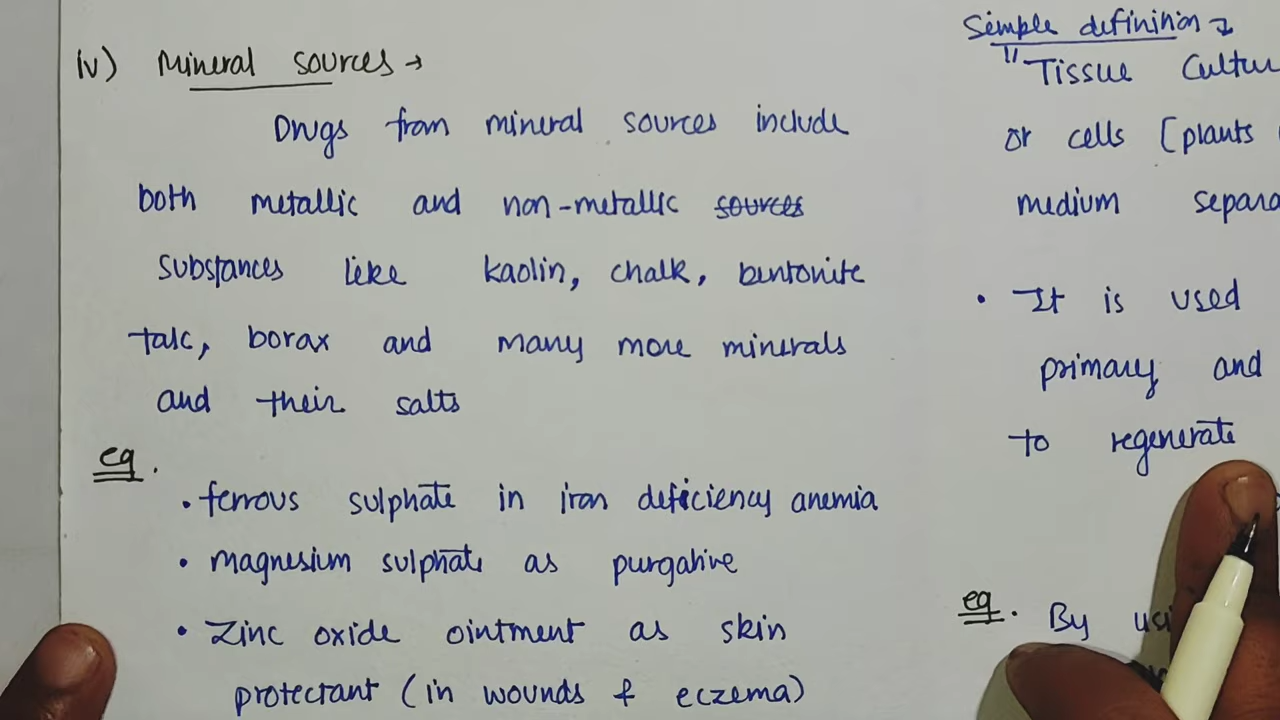 iv) Mineral sources →
Drugs from mineral sources include
both metallic and non-metallic sources
substances like kaolin, chalk, bentonite
talc, borax and many more minerals
and their salts
eg.
• ferrous sulphate in iron deficiency anemia
• magnesium sulphate as purgative
• Zinc oxide ointment as skin
protectant (in wounds & eczema)
Simple definition
"Tissue
or cells [plants
medium
• It is used
primary and
to regenerate
eg. By